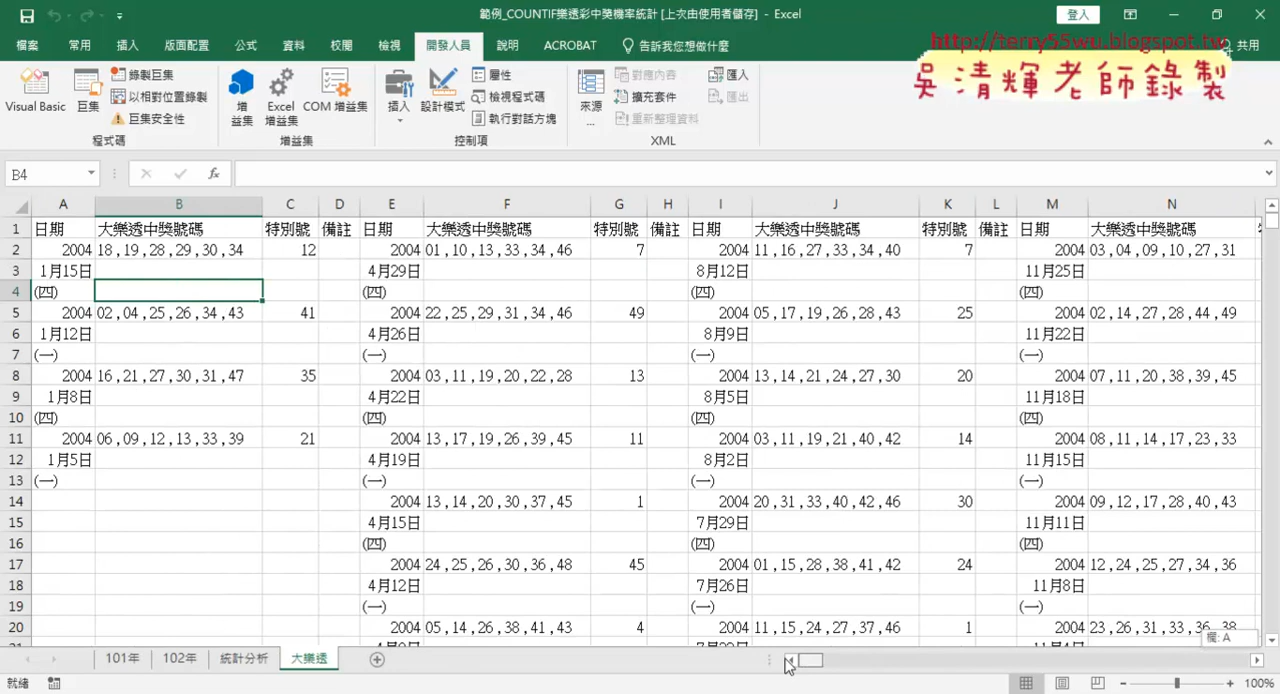 範例_COUNTIF樂透彩中獎機率統計 [上次由使用者儲存] - Excel
登入
檔案 常用 插入 版面配置 公式 資料 校閱 檢視 開發人員 說明 ACROBAT 告訴我您想做什麼 共用
http://terry55wu.blogspot.tw
吳清輝老師錄製
Visual Basic 巨集 錄製巨集 以相對位置錄製 巨集安全性
增益集 Excel 增益集 COM 增益集
插入 設計模式 屬性 檢視程式碼 執行對話方塊
來源... 對應內容 擴充套件 重新整理資料 匯入 匯出
程式碼 增益集 控制項 XML
B4 fx
A B C D E F G H I J K L M N
1 日期 大樂透中獎號碼 特別號 備註 日期 大樂透中獎號碼 特別號 備註 日期 大樂透中獎號碼 特別號 備註 日期 大樂透中獎號碼
2 2004 18,19,28,29,30,34 12 2004 01,10,13,33,34,46 7 2004 11,16,27,33,34,40 7 2004 03,04,09,10,27,31
3 1月15日 4月29日 8月12日 11月25日
4 (四) (四) (四) (四)
5 2004 02,04,25,26,34,43 41 2004 22,25,29,31,34,46 49 2004 05,17,19,26,28,43 25 2004 02,14,27,28,44,49
6 1月12日 4月26日 8月9日 11月22日
7 (一) (一) (一) (一)
8 2004 16,21,27,30,31,47 35 2004 03,11,19,20,22,28 13 2004 13,14,21,24,27,30 20 2004 07,11,20,38,39,45
9 1月8日 4月22日 8月5日 11月18日
10 (四) (四) (四) (四)
11 2004 06,09,12,13,33,39 21 2004 13,17,19,26,39,45 11 2004 03,11,19,21,40,42 14 2004 08,11,14,17,23,33
12 1月5日 4月19日 8月2日 11月15日
13 (一) (一) (一) (一)
14 2004 13,14,20,30,37,45 1 2004 20,31,33,40,42,46 30 2004 09,12,17,28,40,43
15 4月15日 7月29日 11月11日
16 (四) (四) (四)
17 2004 24,25,26,30,36,48 45 2004 01,15,28,38,41,42 24 2004 12,24,25,27,34,36
18 4月12日 7月26日 11月8日
19 (一) (一) (一)
20 2004 05,14,26,38,41,43 4 2004 11,15,24,27,37,46 1 2004 23,26,31,33,36,38
欄: A
101年 102年 統計分析 大樂透
就緒 100%